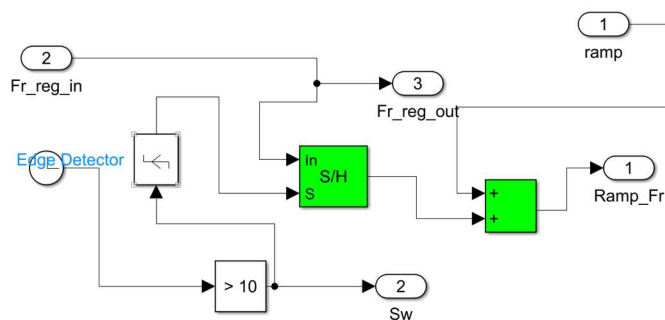 1
ramp
2
Fr_reg_in
3
Fr_reg_out
Edge Detector
In
S/H
S
+
+
1
Ramp_Fr
> 10
2
Sw